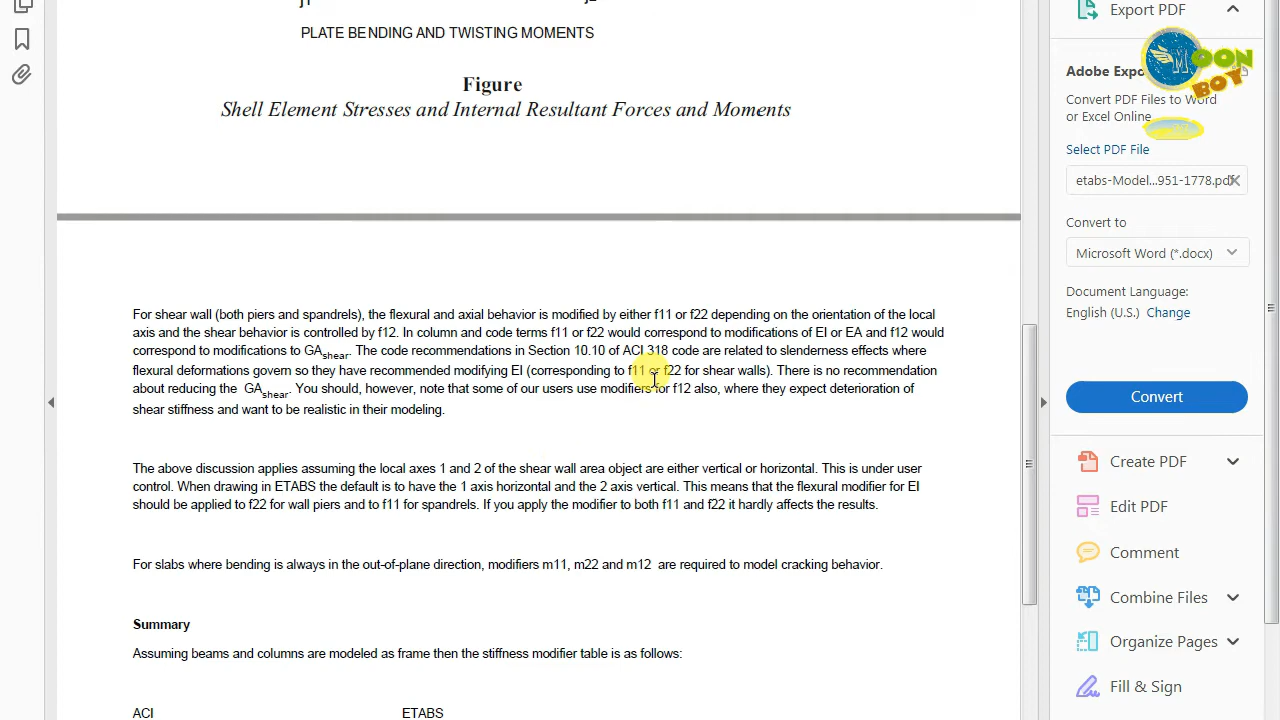 PLATE BENDING AND TWISTING MOMENTS
Figure
Shell Element Stresses and Internal Resultant Forces and Moments
For shear wall (both piers and spandrels), the flexural and axial behavior is modified by either f11 or f22 depending on the orientation of the local
axis and the shear behavior is controlled by f12. In column and code terms f11 or f22 would correspond to modifications of EI or EA and f12 would
correspond to modifications to GAshear. The code recommendations in Section 10.10 of ACI 318 code are related to slenderness effects where
flexural deformations govern so they have recommended modifying EI (corresponding to f11 or f22 for shear walls). There is no recommendation
about reducing the GAshear. You should, however, note that some of our users use modifiers for f12 also, where they expect deterioration of
shear stiffness and want to be realistic in their modeling.
The above discussion applies assuming the local axes 1 and 2 of the shear wall area object are either vertical or horizontal. This is under user
control. When drawing in ETABS the default is to have the 1 axis horizontal and the 2 axis vertical. This means that the flexural modifier for EI
should be applied to f22 for wall piers and to f11 for spandrels. If you apply the modifier to both f11 and f22 it hardly affects the results.
For slabs where bending is always in the out-of-plane direction, modifiers m11, m22 and m12 are required to model cracking behavior.
Summary
Assuming beams and columns are modeled as frame then the stiffness modifier table is as follows:
ACI ETABS
Export PDF
Adobe Expo
MOON
BOY
Convert PDF Files to Word
or Excel Online
Select PDF File
etabs-Model...951-1778.pdf
Convert to
Microsoft Word (*.docx)
Document Language:
English (U.S.) Change
Convert
Create PDF
Edit PDF
Comment
Combine Files
Organize Pages
Fill & Sign